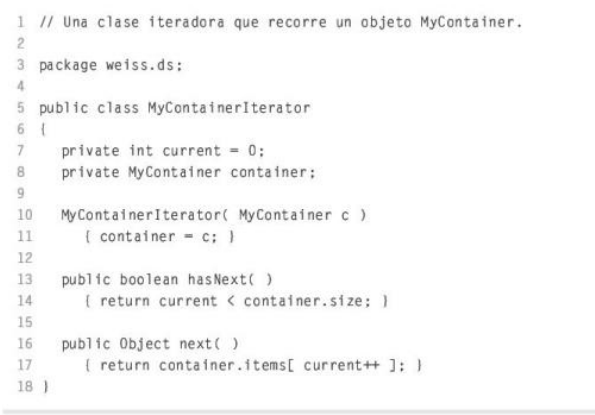 1 // Una clase iteradora que recorre un objeto MyContainer.
2
3 package weiss.ds;
4
5 public class MyContainerIterator
6 {
7 private int current = 0;
8 private MyContainer container;
9
10 MyContainerIterator( MyContainer c )
11 { container = c; }
12
13 public boolean hasNext( )
14 { return current < container.size; }
15
16 public Object next( )
17 { return container.items[ current++ ]; }
18 }